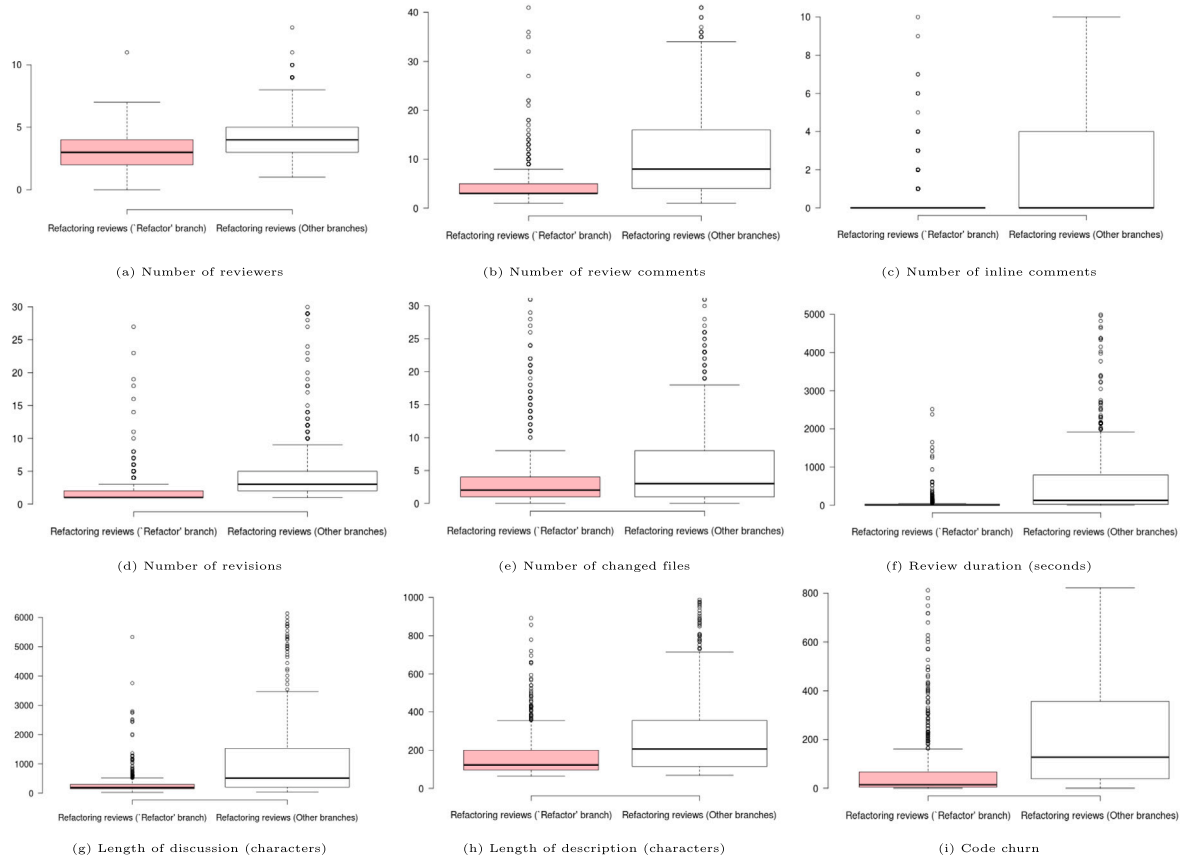 10
5
0
Refactoring reviews (`Refactor' branch) Refactoring reviews (Other branches)
(a) Number of reviewers
40
30
20
10
0
Refactoring reviews (`Refactor' branch) Refactoring reviews (Other branches)
(b) Number of review comments
10
8
6
4
2
0
Refactoring reviews (`Refactor' branch) Refactoring reviews (Other branches)
(c) Number of inline comments
30
25
20
15
10
5
0
Refactoring reviews (`Refactor' branch) Refactoring reviews (Other branches)
(d) Number of revisions
30
25
20
15
10
5
0
Refactoring reviews (`Refactor' branch) Refactoring reviews (Other branches)
(e) Number of changed files
5000
4000
3000
2000
1000
0
Refactoring reviews (`Refactor' branch) Refactoring reviews (Other branches)
(f) Review duration (seconds)
6000
5000
4000
3000
2000
1000
0
Refactoring reviews (`Refactor' branch) Refactoring reviews (Other branches)
(g) Length of discussion (characters)
1000
800
600
400
200
0
Refactoring reviews (`Refactor' branch) Refactoring reviews (Other branches)
(h) Length of description (characters)
800
600
400
200
0
Refactoring reviews (`Refactor' branch) Refactoring reviews (Other branches)
(i) Code churn